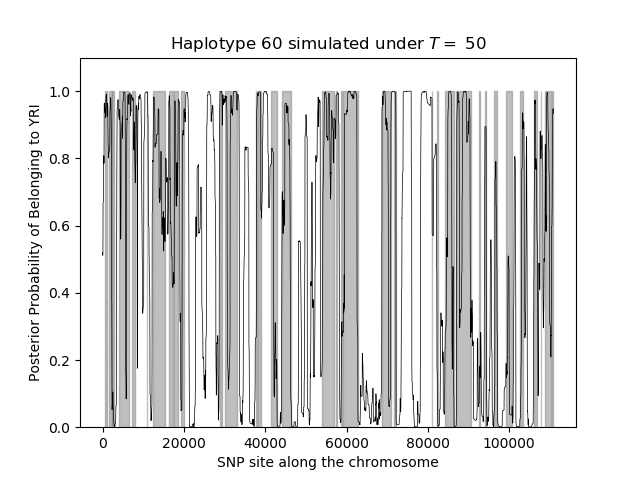 Haplotype 60 simulated under T = 50
Posterior Probability of Belonging to YRI
1.0
0.8
0.6
0.4
0.2
0.0
0 20000 40000 60000 80000 100000
SNP site along the chromosome